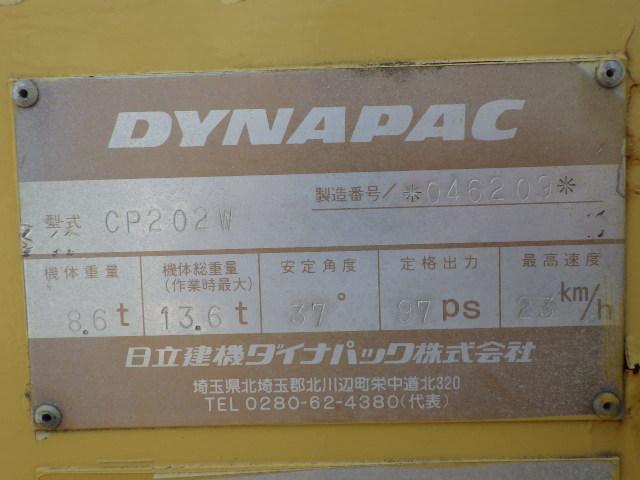 DYNAPAC
製造番号/ *046209*
型式 CP202W
機体重量 機体総重量 安定角度 定格出力 最高速度
(作業時最大)
8.6t 13.6t 37° 97ps 23km/h
日立建機ダイナパック株式会社
埼玉県北埼玉郡北川辺町栄中道北320
TEL 0280-62-4380(代表)